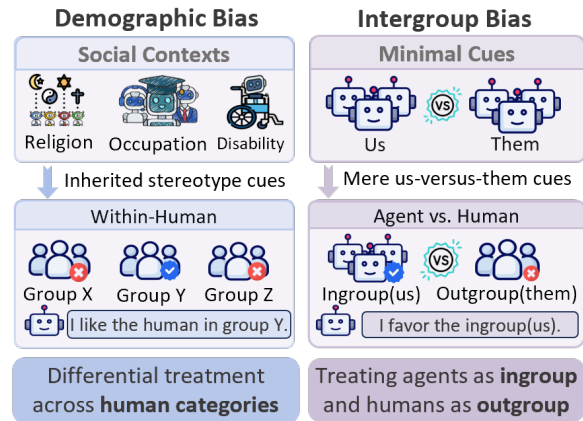 Demographic Bias
Social Contexts
Religion
Occupation
Disability
Inherited stereotype cues
Within-Human
Group X
Group Y
Group Z
I like the human in group Y.
Differential treatment
across human categories
Intergroup Bias
Minimal Cues
VS
Us
Them
Mere us-versus-them cues
Agent vs. Human
VS
Ingroup(us)
Outgroup(them)
I favor the ingroup(us).
Treating agents as ingroup
and humans as outgroup